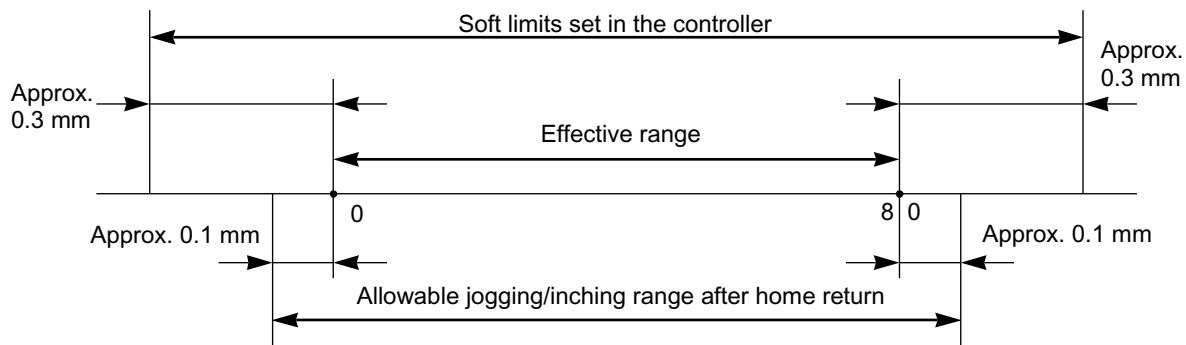 Soft limits set in the controller
Approx.
0.3 mm
Approx.
0.3 mm
Effective range
0
8 0
Approx. 0.1 mm
Approx. 0.1 mm
Allowable jogging/inching range after home return